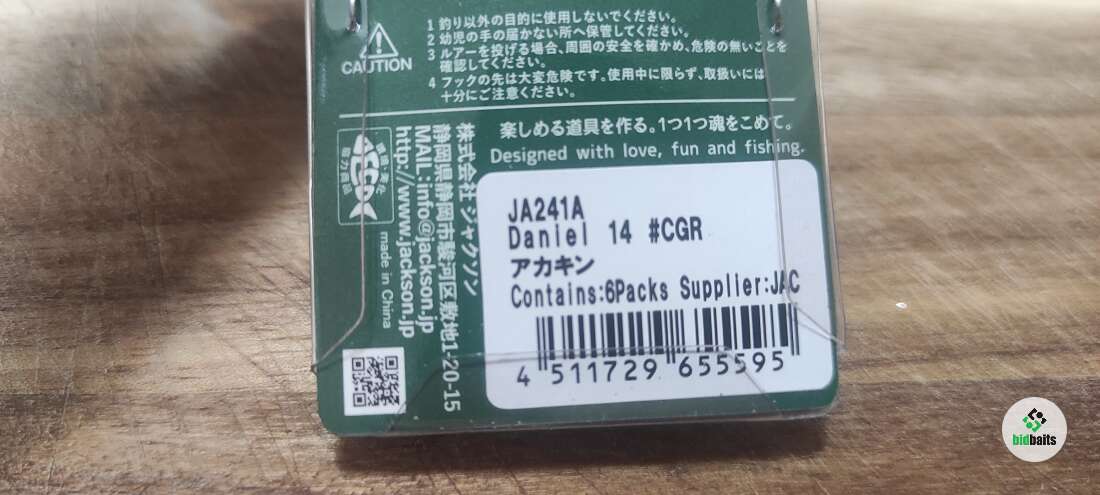 CAUTION
1 釣り以外の目的に使用しないでください。
2 幼児の手の届かない所へ保管してください。
3 ルアーを投げる場合、周囲の安全を確かめ、危険の無いことを
確認してください。
4 フックの先は大変危険です。使用中に限らず、取扱いには
十分にご注意ください。
楽しめる道具を作る。1つ1つ魂をこめて。
Designed with love, fun and fishing.
株式会社 ジャクソン
静岡県静岡市駿河区敷地1-20-15
MAIL:info@jackson.jp
http://www.jackson.jp
made in China
JA241A
Daniel 14 #CGR
アカキン
Contains:6Packs Supplier:JAC
4 511729 655595
bidbaits